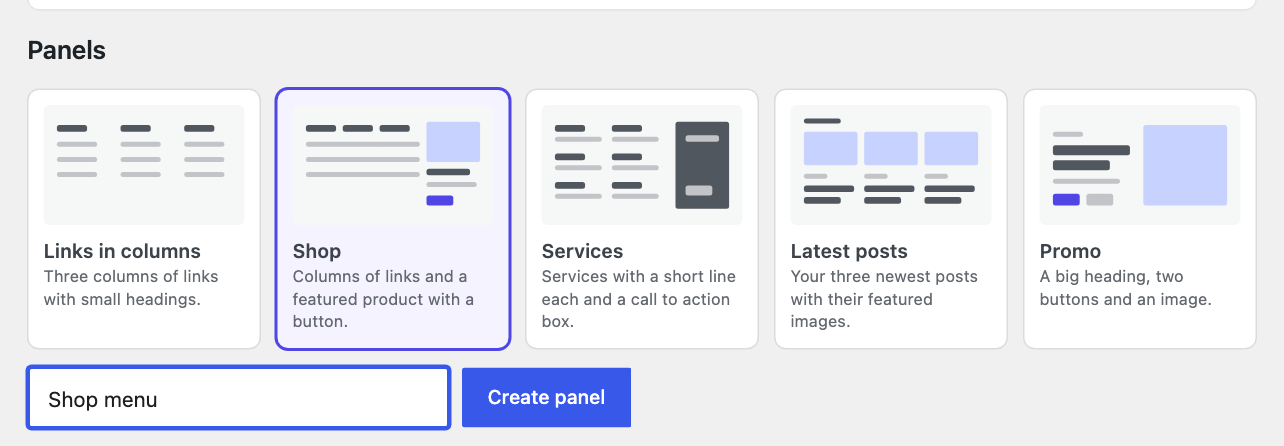 Panels
Links in columns
Three columns of links
with small headings.
Shop
Columns of links and a
featured product with a
button.
Services
Services with a short line
each and a call to action
box.
Latest posts
Your three newest posts
with their featured
images.
Promo
A big heading, two
buttons and an image.
Shop menu
Create panel